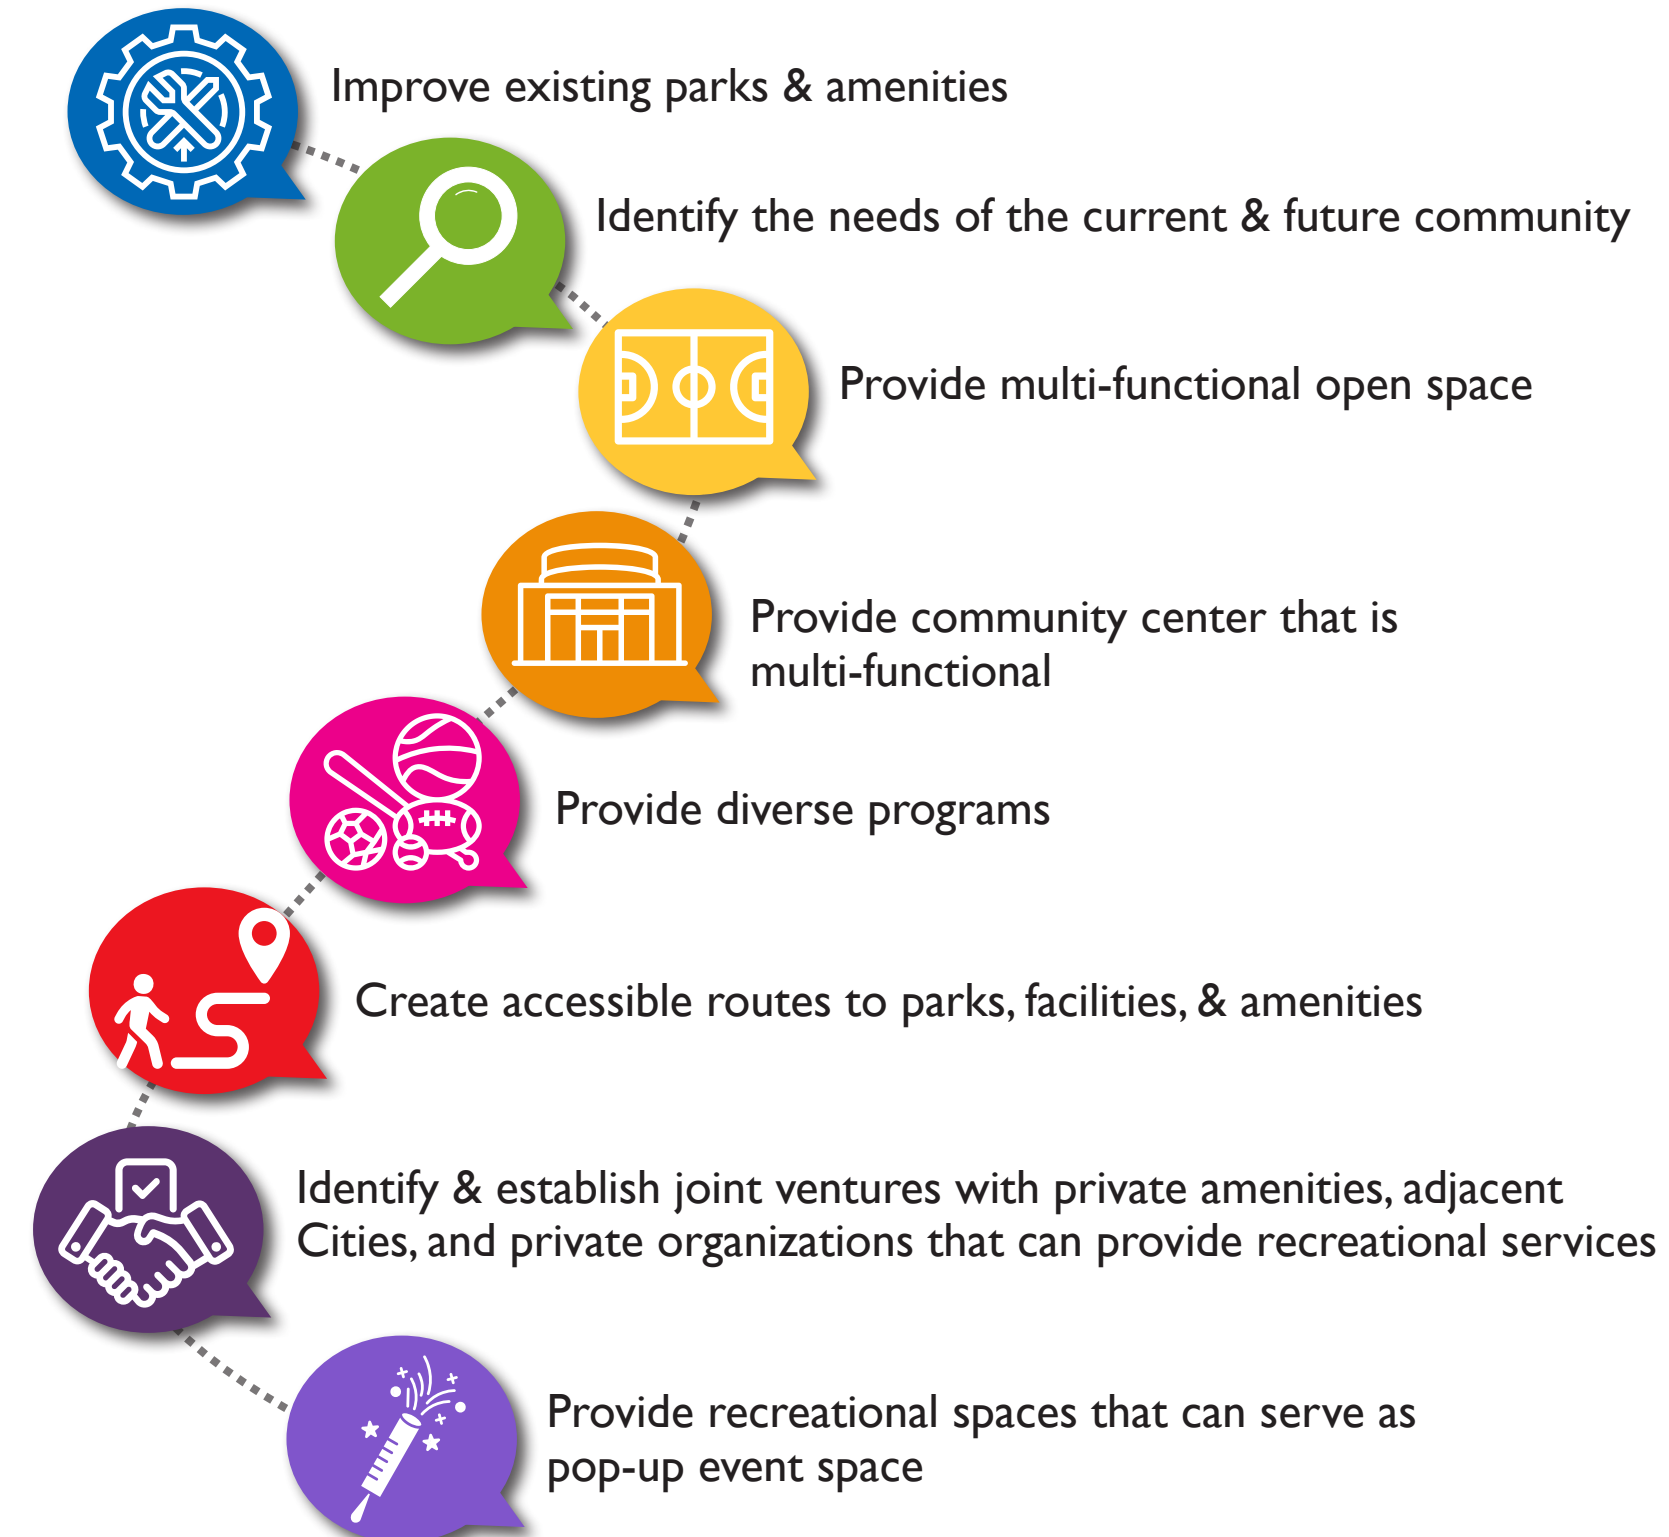 Improve existing parks & amenities
Identify the needs of the current & future community
Provide multi-functional open space
Provide community center that is
multi-functional
Provide diverse programs
Create accessible routes to parks, facilities, & amenities
Identify & establish joint ventures with private amenities, adjacent
Cities, and private organizations that can provide recreational services
Provide recreational spaces that can serve as
pop-up event space